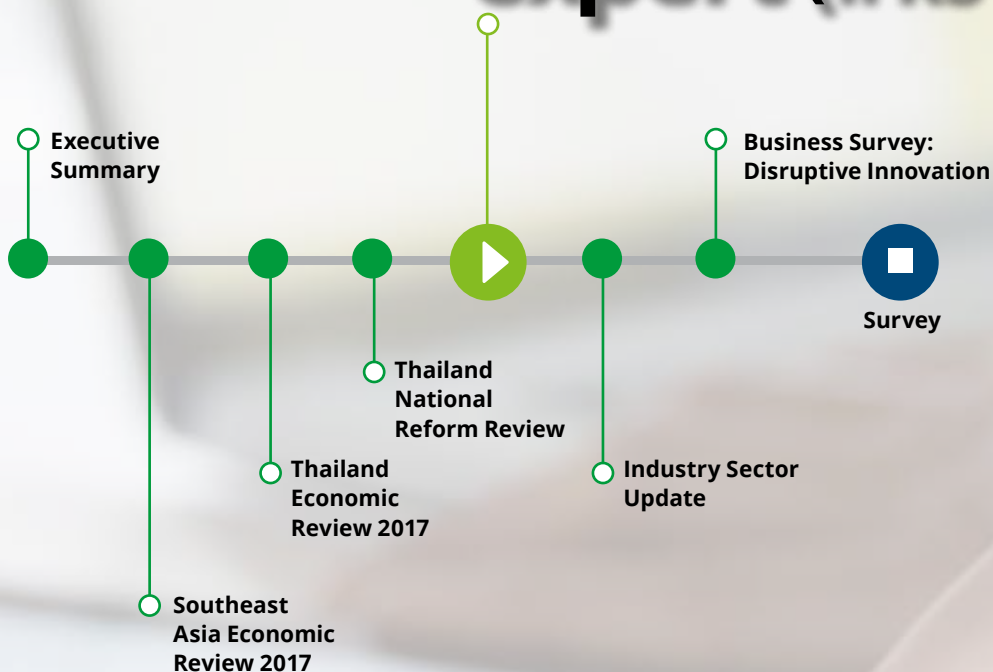 Executive
Summary
Business Survey:
Disruptive Innovation
Survey
Thailand
National
Reform Review
Thailand
Economic
Review 2017
Industry Sector
Update
Southeast
Asia Economic
Review 2017